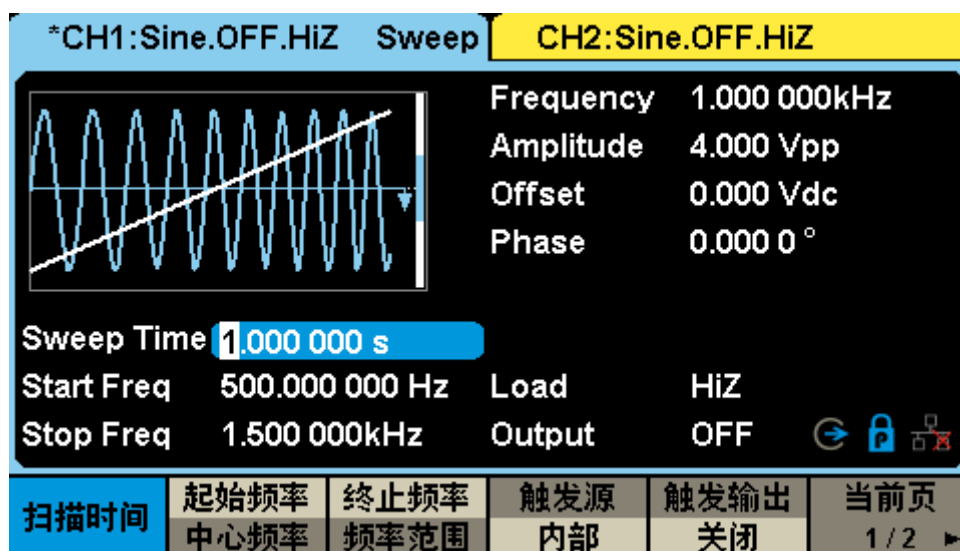 *CH1:Sine.OFF.HiZ Sweep CH2:Sine.OFF.HiZ
Frequency 1.000 000kHz
Amplitude 4.000 Vpp
Offset 0.000 Vdc
Phase 0.000 0 °
Sweep Time 1.000 000 s
Start Freq 500.000 000 Hz Load HiZ
Stop Freq 1.500 000kHz Output OFF
扫描时间 起始频率 终止频率 触发源 触发输出 当前页
中心频率 频率范围 内部 关闭 1/2